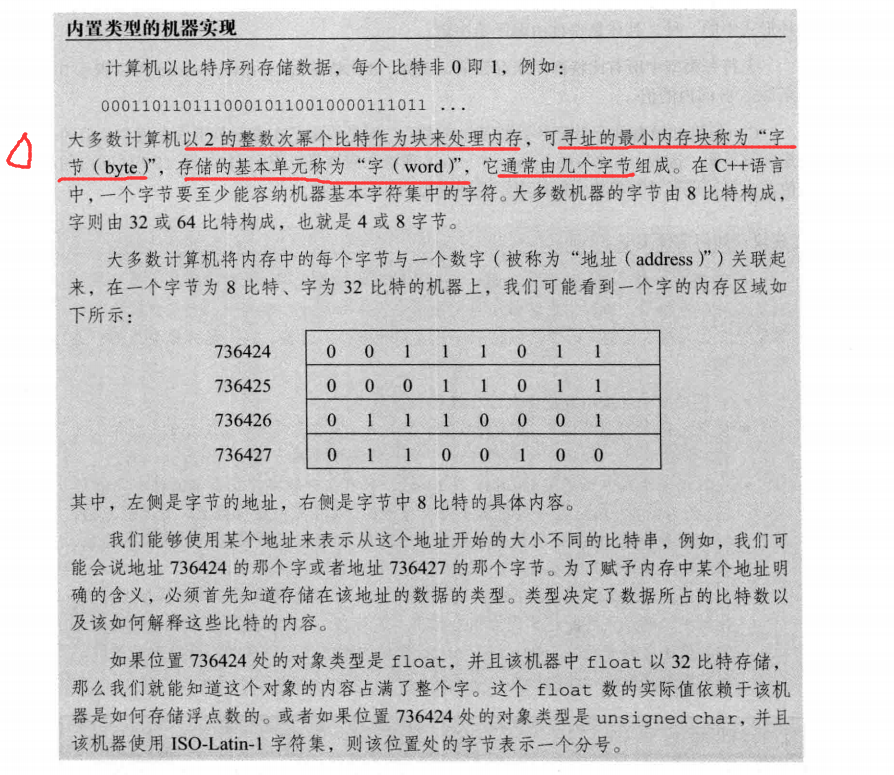 内置类型的机器实现
计算机以比特序列存储数据，每个比特非 0 即 1，例如：
00011011011100010110010000111011 ...
大多数计算机以 2 的整数次幂个比特作为块来处理内存，可寻址的最小内存块称为“字
节（byte）”，存储的基本单元称为“字（word）”，它通常由几个字节组成。在 C++语言
中，一个字节要至少能容纳机器基本字符集中的字符。大多数机器的字节由 8 比特构成，
字则由 32 或 64 比特构成，也就是 4 或 8 字节。
大多数计算机将内存中的每个字节与一个数字（被称为“地址（address）”）关联起
来，在一个字节为 8 比特、字为 32 比特的机器上，我们可能看到一个字的内存区域如
下所示：
736424 0 0 1 1 1 0 1 1
736425 0 0 0 1 1 0 1 1
736426 0 1 1 1 0 0 0 1
736427 0 1 1 0 0 1 0 0
其中，左侧是字节的地址，右侧是字节中 8 比特的具体内容。
我们能够使用某个地址来表示从这个地址开始的大小不同的比特串，例如，我们可
能会说地址 736424 的那个字或者地址 736427 的那个字节。为了赋予内存中某个地址明
确的含义，必须首先知道存储在该地址的数据的类型。类型决定了数据所占的比特数以
及该如何解释这些比特的内容。
如果位置 736424 处的对象类型是 float，并且该机器中 float 以 32 比特存储，
那么我们就能知道这个对象的内容占满了整个字。这个 float 数的实际值依赖于该机
器是如何存储浮点数的。或者如果位置 736424 处的对象类型是 unsigned char，并且
该机器使用 ISO-Latin-1 字符集，则该位置处的字节表示一个分号。